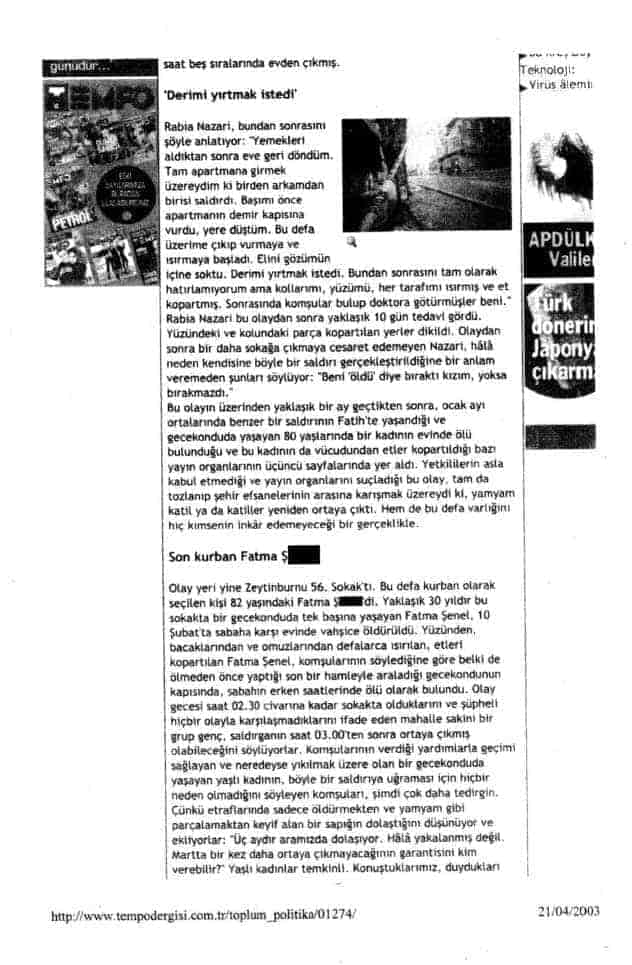 günüdür...
TEMPO
ESKİ
SAYILARIMIZA
BURADAN
ULAŞABİLİRSİNİZ
PETROL
saat beş sıralarında evden çıkmış.
'Derimi yırtmak istedi'
Rabia Nazari, bundan sonrasını
şöyle anlatıyor: "Yemekleri
aldıktan sonra eve geri döndüm.
Tam apartmana girmek
üzereydim ki birden arkamdan
birisi saldırdı. Başımı önce
apartmanın demir kapısına
vurdu, yere düştüm. Bu defa
üzerime çıkıp vurmaya ve
ısırmaya başladı. Elini gözümün
içine soktu. Derimi yırtmak istedi. Bundan sonrasını tam olarak
hatırlamıyorum ama kollarımı, yüzümü, her tarafımı ısırmış ve et
kopartmış. Sonrasında komşular bulup doktora götürmüşler beni."
Rabia Nazari bu olaydan sonra yaklaşık 10 gün tedavi gördü.
Yüzündeki ve kolundaki parça kopartılan yerler dikildi. Olaydan
sonra bir daha sokağa çıkmaya cesaret edemeyen Nazari, hâlâ
neden kendisine böyle bir saldırı gerçekleştirildiğine bir anlam
veremeden şunları söylüyor: "Beni 'öldü' diye bıraktı kızım, yoksa
bırakmazdı."
Bu olayın üzerinden yaklaşık bir ay geçtikten sonra, ocak ayı
ortalarında benzer bir saldırının Fatih'te yaşandığı ve
gecekonduda yaşayan 80 yaşlarında bir kadının evinde ölü
bulunduğu ve bu kadının da vücudundan etler kopartıldığı bazı
yayın organlarının üçüncü sayfalarında yer aldı. Yetkililerin asla
kabul etmediği ve yayın organlarını suçladığı bu olay, tam da
tozlanıp şehir efsanelerinin arasına karışmak üzereydi ki, yamyam
katil ya da katiller yeniden ortaya çıktı. Hem de bu defa varlığını
hiç kimsenin inkâr edemeyeceği bir gerçeklikle.
Son kurban Fatma Ş
Olay yeri yine Zeytinburnu 56. Sokak'tı. Bu defa kurban olarak
seçilen kişi 82 yaşındaki Fatma Ş 'di. Yaklaşık 30 yıldır bu
sokakta bir gecekonduda tek başına yaşayan Fatma Şenel, 10
Şubat'ta sabaha karşı evinde vahşice öldürüldü. Yüzünden,
bacaklarından ve omuzlarından defalarca ısırılan, etleri
kopartılan Fatma Şenel, komşularının söylediğine göre belki de
ölmeden önce yaptığı son bir hamleyle araladığı gecekondunun
kapısında, sabahın erken saatlerinde ölü olarak bulundu. Olay
gecesi saat 02.30 civarına kadar sokakta olduklarını ve şüpheli
hiçbir olayla karşılaşmadıklarını ifade eden mahalle sakini bir
grup genç, saldırganın saat 03.00'ten sonra ortaya çıkmış
olabileceğini söylüyorlar. Komşularının verdiği yardımlarla geçimi
sağlayan ve neredeyse yıkılmak üzere olan bir gecekonduda
yaşayan yaşlı kadının, böyle bir saldırıya uğraması için hiçbir
neden olmadığını söyleyen komşuları, şimdi çok daha tedirgin.
Çünkü etraflarında sadece öldürmekten ve yamyam gibi
parçalamaktan keyif alan bir sapığın dolaştığını düşünüyor ve
ekliyorlar: "Üç aydır aramızda dolaşıyor. Hâlâ yakalanmış değil.
Martta bir kez daha ortaya çıkmayacağının garantisini kim
verebilir?" Yaşlı kadınlar temkinli. Konuştuklarımız, duydukları
Teknoloji:
Virüs âlemi
APDÜLK
Valile
Türk
dönerin
Japony
çıkarm
http://www.tempodergisi.com.tr/toplum_politika/01274/
21/04/2003